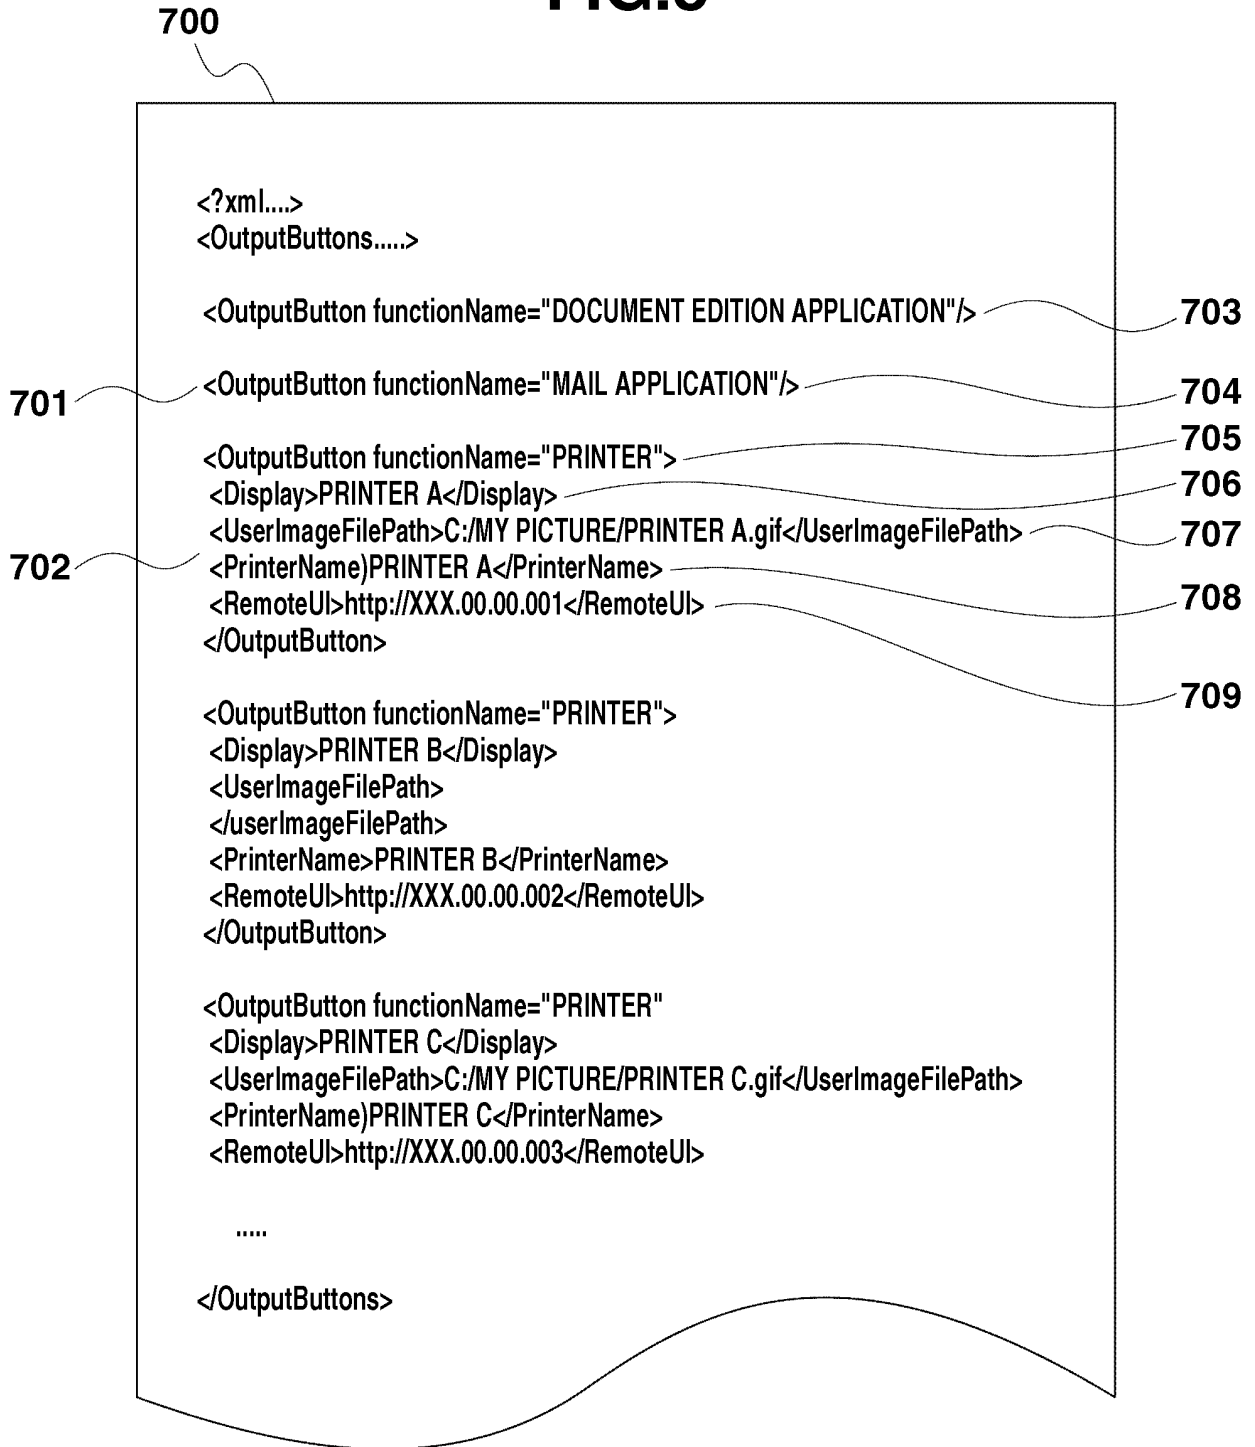 700
<?xml....>
<OutputButtons.....>
<OutputButton functionName="DOCUMENT EDITION APPLICATION"/> 703
701 <OutputButton functionName="MAIL APPLICATION"/> 704
<OutputButton functionName="PRINTER"> 705
<Display>PRINTER A</Display> 706
<UserImageFilePath>C:/MY PICTURE/PRINTER A.gif</UserImageFilePath> 707
702 <PrinterName)PRINTER A</PrinterName> 708
<RemoteUI>http://XXX.00.00.001</RemoteUI> 709
</OutputButton>
<OutputButton functionName="PRINTER">
<Display>PRINTER B</Display>
<UserImageFilePath>
</userImageFilePath>
<PrinterName>PRINTER B</PrinterName>
<RemoteUI>http://XXX.00.00.002</RemoteUI>
</OutputButton>
<OutputButton functionName="PRINTER"
<Display>PRINTER C</Display>
<UserImageFilePath>C:/MY PICTURE/PRINTER C.gif</UserImageFilePath>
<PrinterName)PRINTER C</PrinterName>
<RemoteUI>http://XXX.00.00.003</RemoteUI>
.....
</OutputButtons>